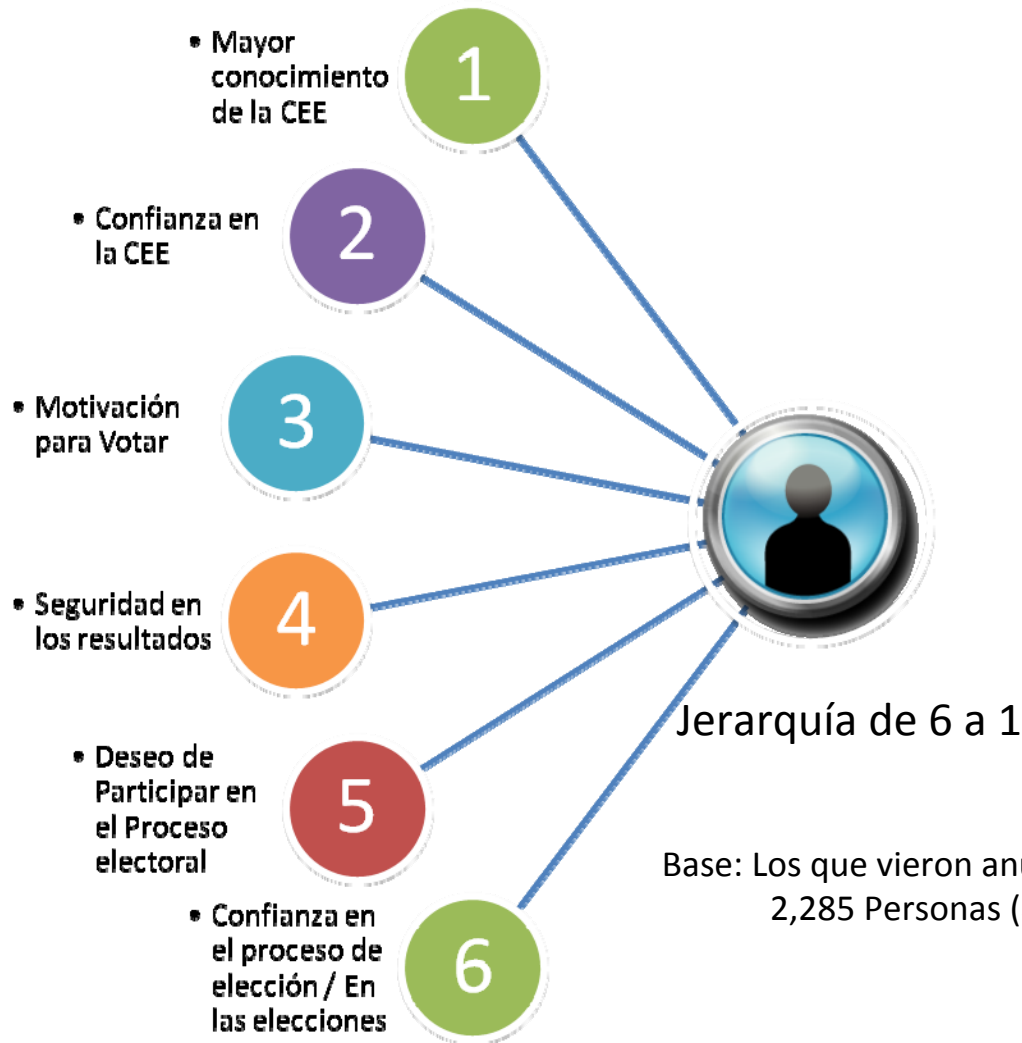 • Mayor
conocimiento
de la CEE
1
• Confianza en
la CEE
2
• Motivación
para Votar
3
• Seguridad en
los resultados
4
• Deseo de
Participar en
el Proceso
electoral
5
• Confianza en
el proceso de
elección / En
las elecciones
6
Jerarquía de 6 a 1
Base: Los que vieron
2,285 Personas (